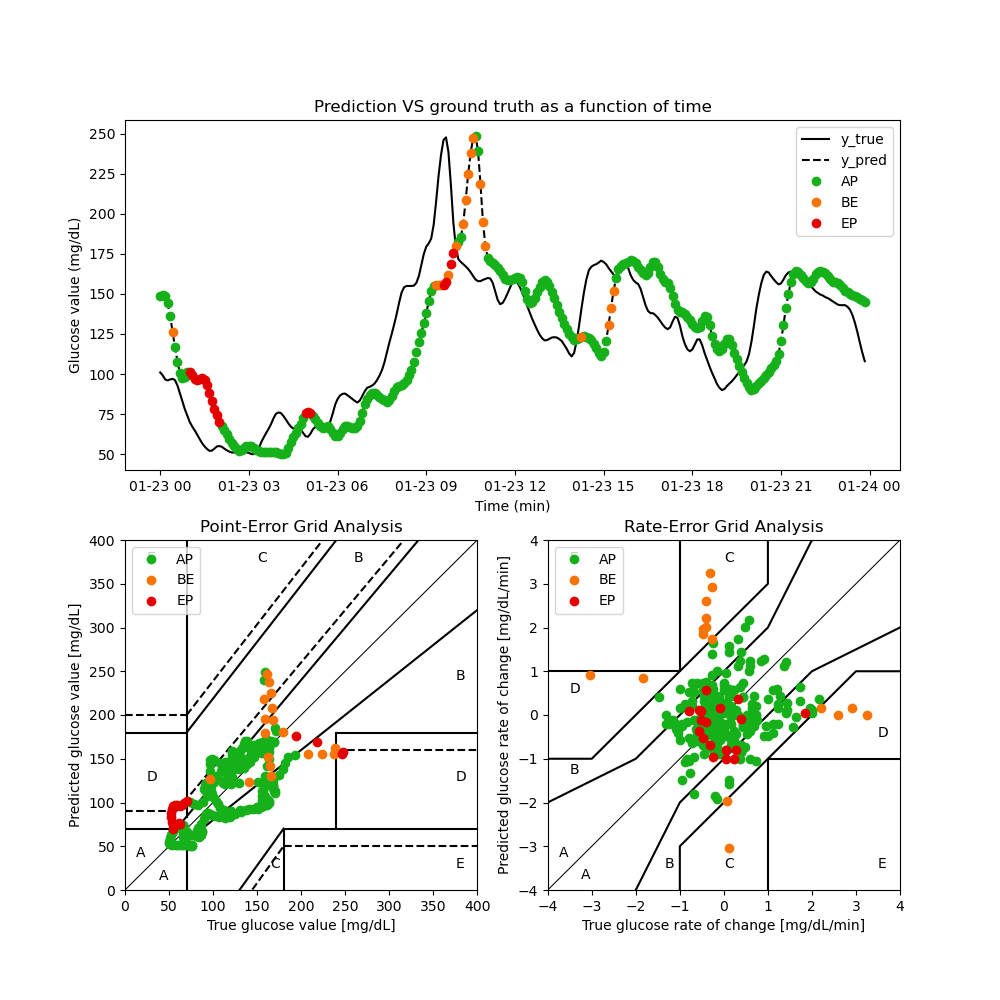 Prediction VS ground truth as a function of time
Glucose value (mg/dL)
250
225
200
175
150
125
100
75
50
y_true
y_pred
AP
BE
EP
01-23 00 01-23 03 01-23 06 01-23 09 01-23 12 01-23 15 01-23 18 01-23 21 01-24 00
Time (min)
Point-Error Grid Analysis
Predicted glucose value [mg/dL]
400
350
300
250
200
150
100
50
0
AP
BE
EP
C B
B
D D
A
A
C E
0 50 100 150 200 250 300 350 400
True glucose value [mg/dL]
Rate-Error Grid Analysis
Predicted glucose rate of change [mg/dL/min]
4
3
2
1
0
−1
−2
−3
−4
AP
BE
EP
C
D
D
B
A
A
B C E
−4 −3 −2 −1 0 1 2 3 4
True glucose rate of change [mg/dL/min]